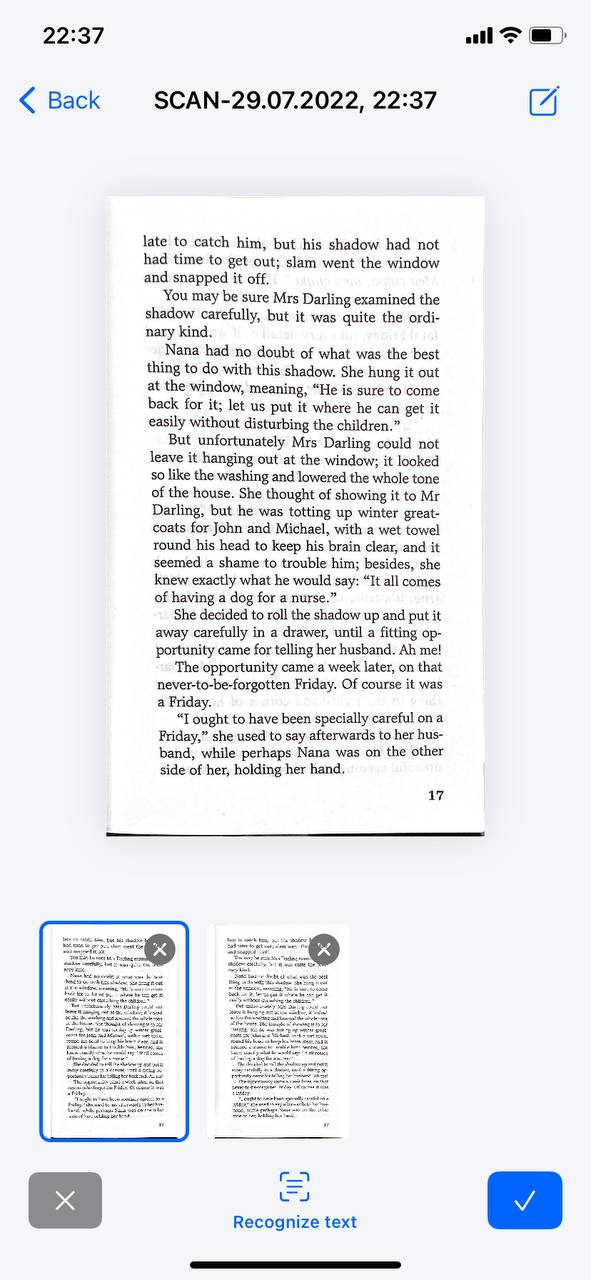 22:37
Back
SCAN-29.07.2022, 22:37
late to catch him, but his shadow had not
had time to get out; slam went the window
and snapped it off.
You may be sure Mrs Darling examined the
shadow carefully, but it was quite the ordi-
nary kind.
Nana had no doubt of what was the best
thing to do with this shadow. She hung it out
at the window, meaning, “He is sure to come
back for it; let us put it where he can get it
easily without disturbing the children.”
But unfortunately Mrs Darling could not
leave it hanging out at the window; it looked
so like the washing and lowered the whole tone
of the house. She thought of showing it to Mr
Darling, but he was totting up winter great-
coats for John and Michael, with a wet towel
round his head to keep his brain clear, and it
seemed a shame to trouble him; besides, she
knew exactly what he would say: “It all comes
of having a dog for a nurse.”
She decided to roll the shadow up and put it
away carefully in a drawer, until a fitting op-
portunity came for telling her husband. Ah me!
The opportunity came a week later, on that
never-to-be-forgotten Friday. Of course it was
a Friday.
“I ought to have been specially careful on a
Friday,” she used to say afterwards to her hus-
band, while perhaps Nana was on the other
side of her, holding her hand.
17
Recognize text